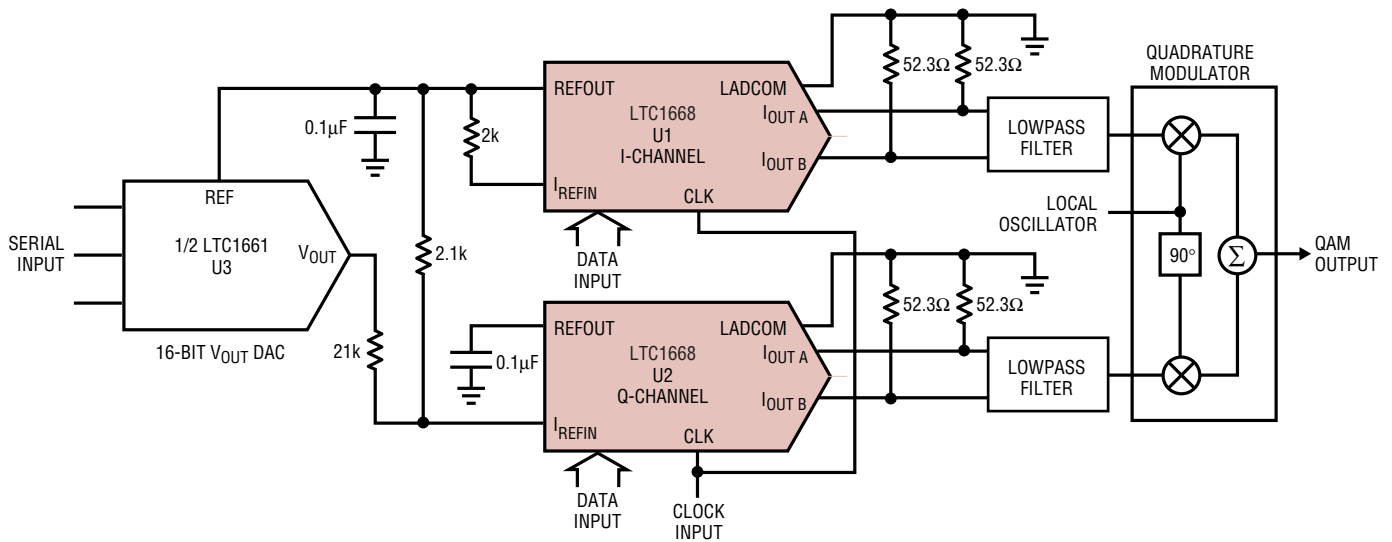 QUADRATURE
MODULATOR
REFOUT
LADCOM
52.3Ω
52.3Ω
0.1µF
2k
LTC1668
U1
I-CHANNEL
IOUT A
IOUT B
LOWPASS
FILTER
IREFIN
CLK
REF
1/2 LTC1661
U3
VOUT
SERIAL
INPUT
2.1k
DATA
INPUT
LOCAL
OSCILLATOR
90°
Σ
QAM
OUTPUT
16-BIT VOUT DAC
21k
0.1µF
REFOUT
LADCOM
52.3Ω
52.3Ω
LTC1668
U2
Q-CHANNEL
IOUT A
IOUT B
LOWPASS
FILTER
IREFIN
CLK
DATA
INPUT
CLOCK
INPUT